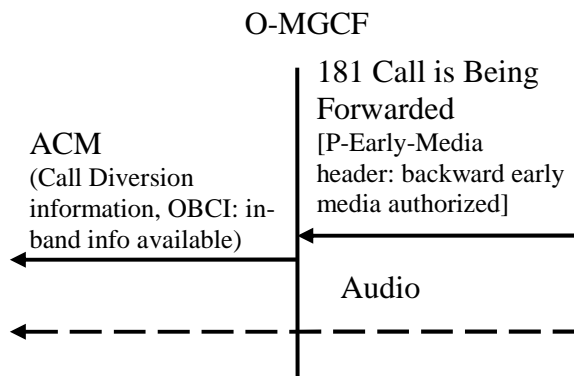 O-MGCF
181 Call is Being
Forwarded
[P-Early-Media
header: backward early
media authorized]
ACM
(Call Diversion
information, OBCI: in-
band info available)
Audio